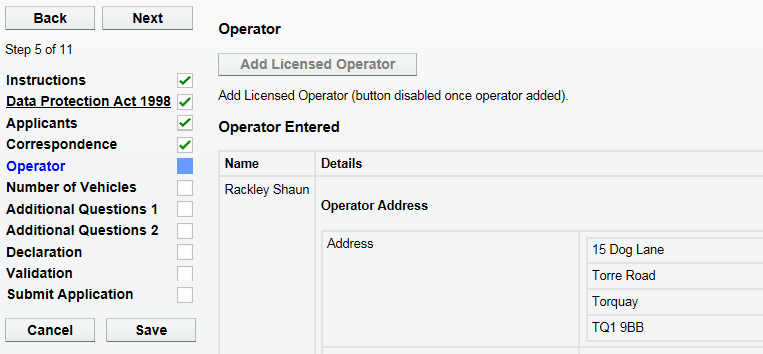 Back Next
Step 5 of 11
Instructions
Data Protection Act 1998
Applicants
Correspondence
Operator
Number of Vehicles
Additional Questions 1
Additional Questions 2
Declaration
Validation
Submit Application
Cancel Save
Operator
Add Licensed Operator
Add Licensed Operator (button disabled once operator added).
Operator Entered
Name Details
Rackley Shaun
Operator Address
Address
15 Dog Lane
Torre Road
Torquay
TQ1 9BB